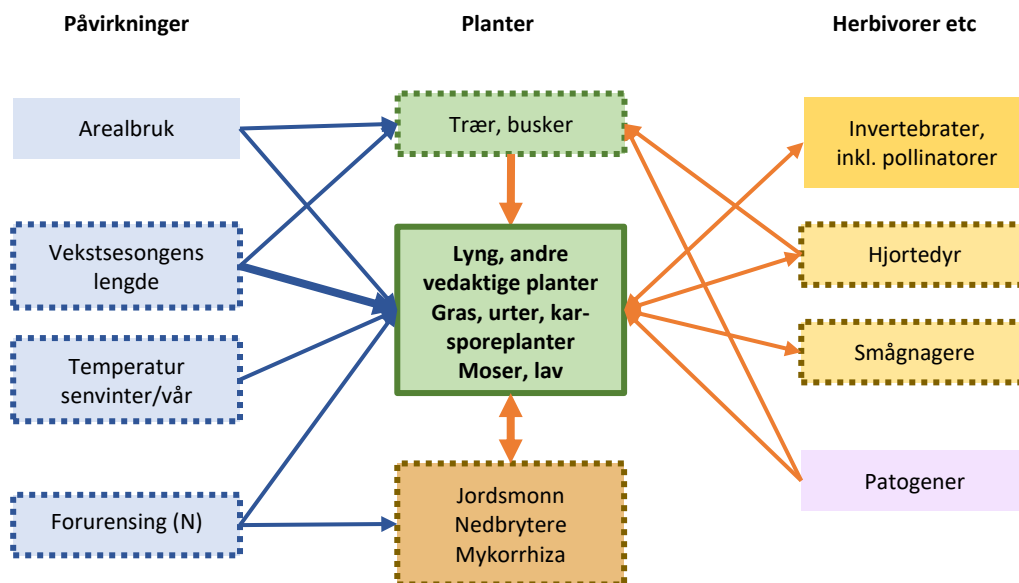 Påvirkninger
Planter
Herbivorer etc
Arealbruk
Vekstsesongens
lengde
Temperatur
senvinter/vår
Forurensing (N)
Trær, busker
Lyng, andre
vedaktige planter
Gras, urter, kar-
sporeplanter
Moser, lav
Jordsmonn
Nedbrytere
Mykorrhiza
Invertebrater,
inkl. pollinatorer
Hjortedyr
Smågnagere
Patogener